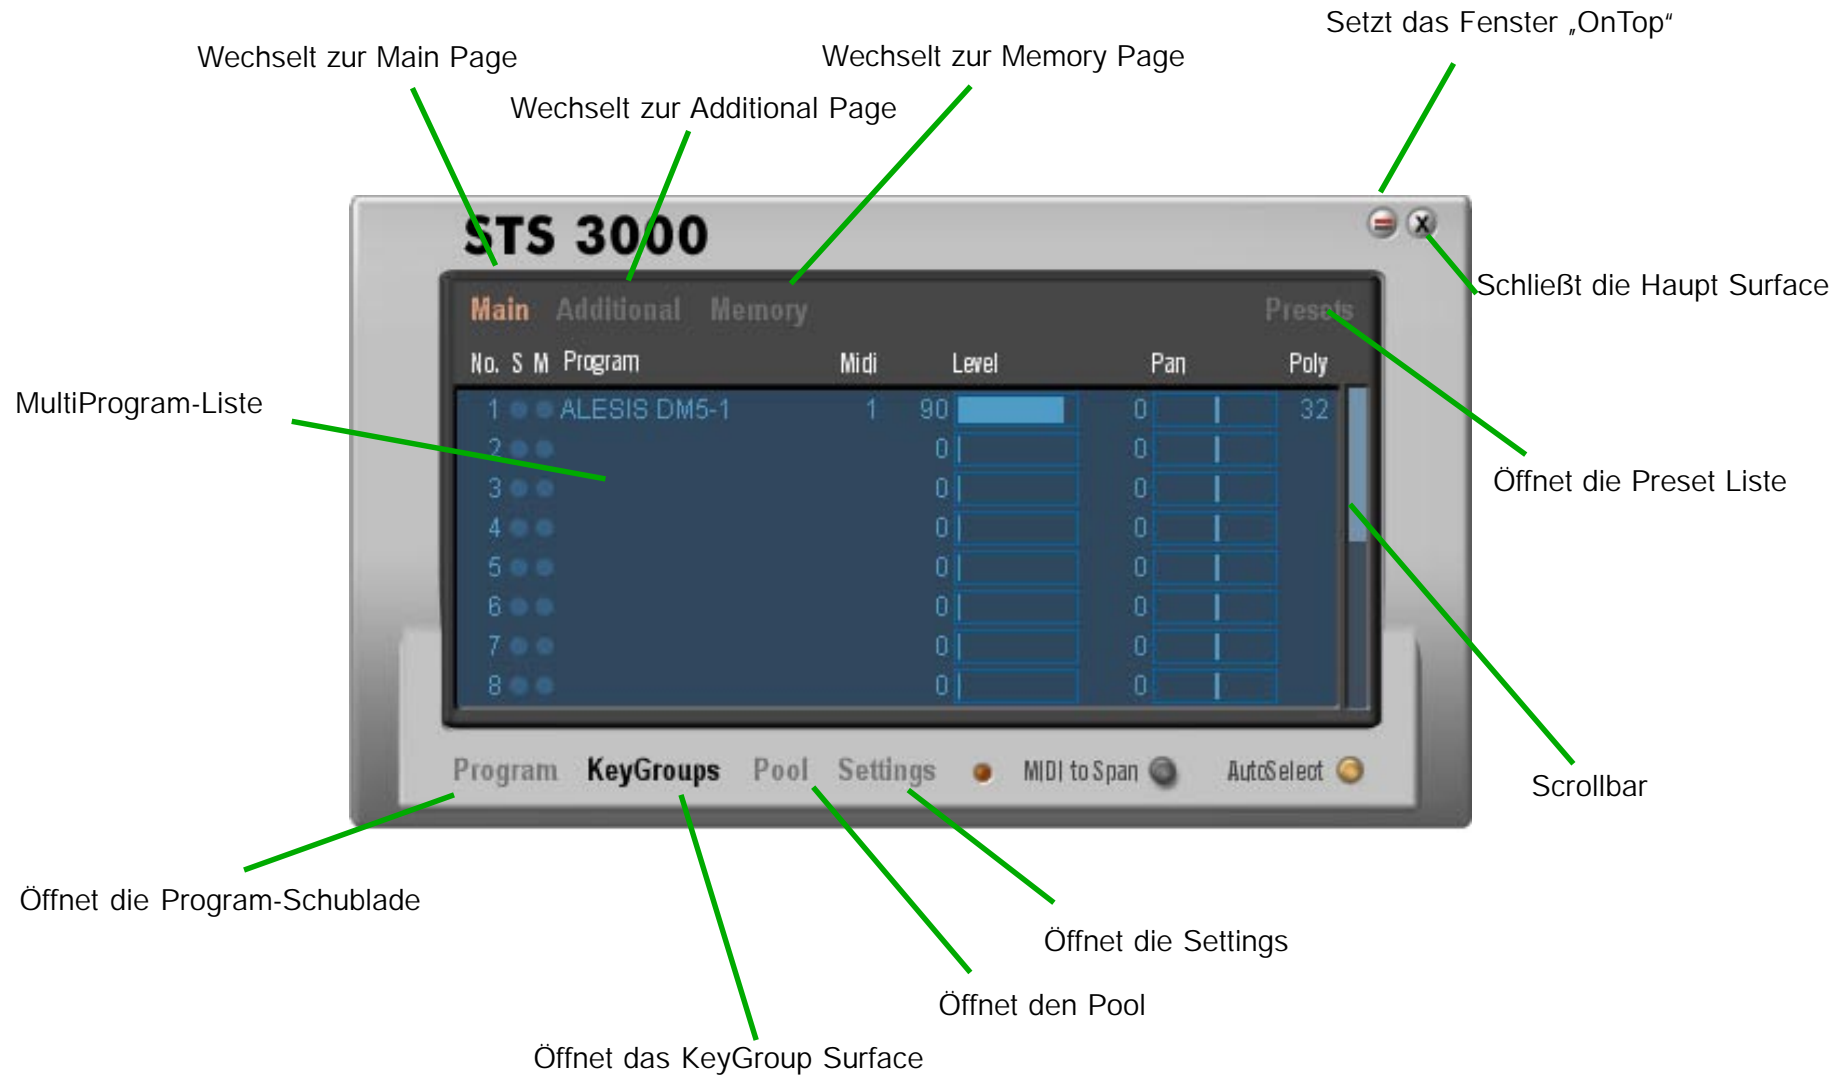 Setzt das Fenster „OnTop“
Wechselt zur Main Page
Wechselt zur Memory Page
Wechselt zur Additional Page
STS 3000
X
Schließt die Haupt Surface
Main Additional Memory Presets
No. S M Program Midi Level Pan Poly
MultiProgram-Liste
1 ALESIS DM5-1 1 90 0 32
2 0 0
3 0 0
Öffnet die Preset Liste
4 0 0
5 0 0
6 0 0
7 0 0
8 0 0
Program KeyGroups Pool Settings MIDI to Span AutoSelect
Scrollbar
Öffnet die Program-Schublade
Öffnet die Settings
Öffnet den Pool
Öffnet das KeyGroup Surface